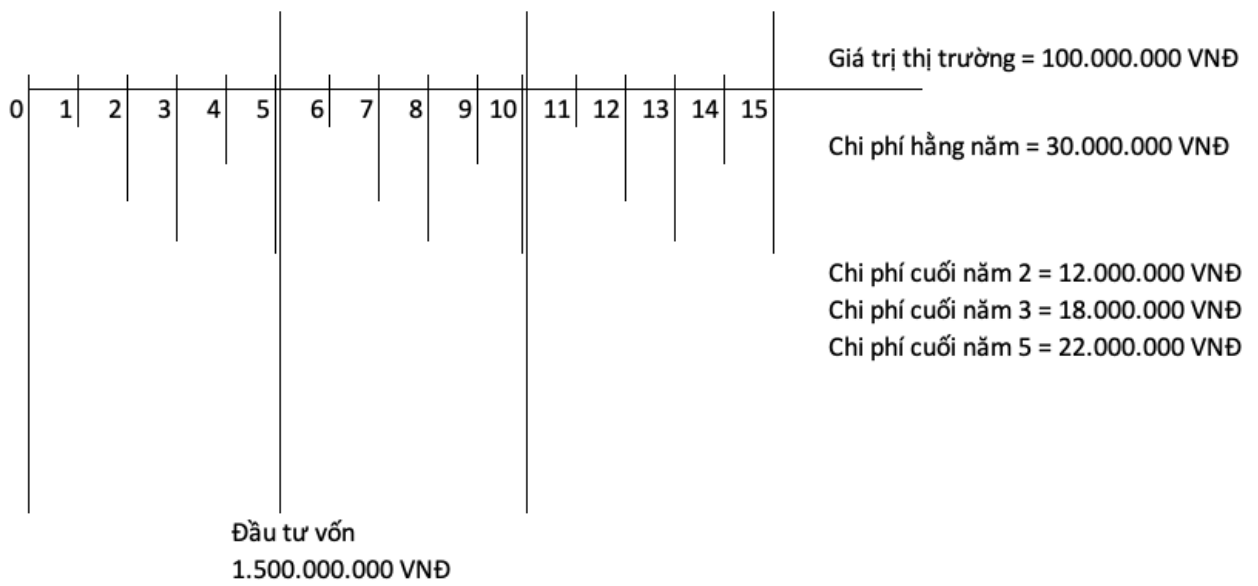 Giá trị thị trường = 100.000.000 VNĐ
0 1 2 3 4 5 6 7 8 9 10 11 12 13 14 15
Chi phí hằng năm = 30.000.000 VNĐ
Chi phí cuối năm 2 = 12.000.000 VNĐ
Chi phí cuối năm 3 = 18.000.000 VNĐ
Chi phí cuối năm 5 = 22.000.000 VNĐ
Đầu tư vốn
1.500.000.000 VNĐ